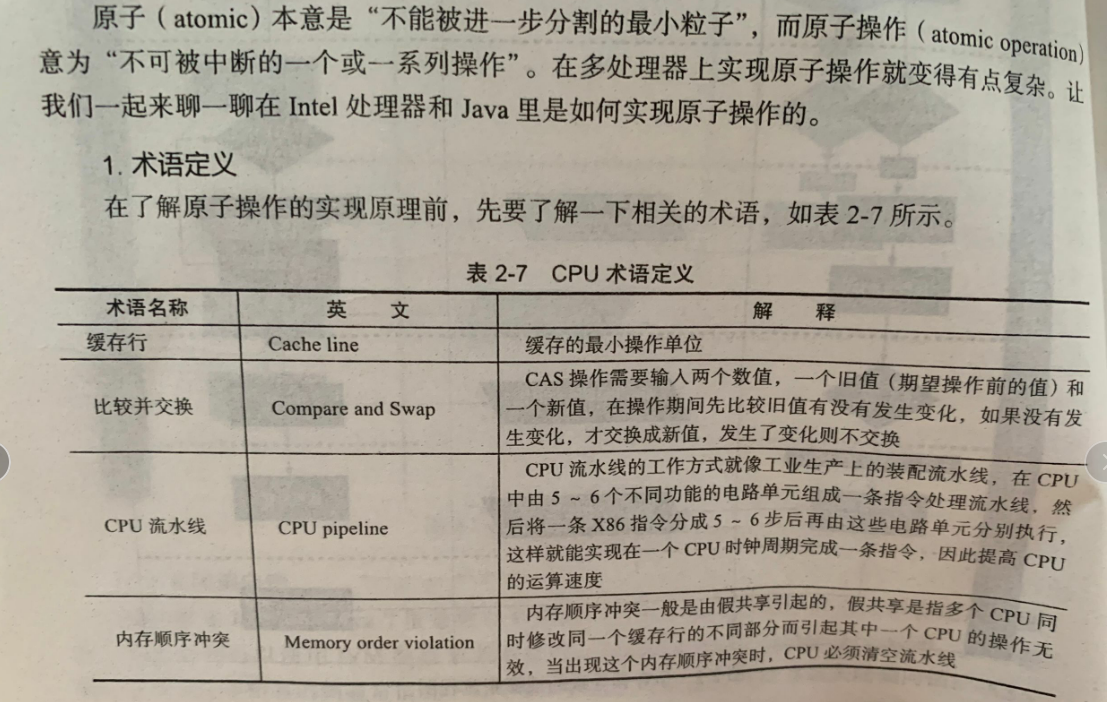 原子（atomic）本意是“不能被进一步分割的最小粒子”，而原子操作（atomic operation）
意为“不可被中断的一个或一系列操作”。在多处理器上实现原子操作就变得有点复杂。让
我们一起来聊一聊在 Intel 处理器和 Java 里是如何实现原子操作的。
1. 术语定义
在了解原子操作的实现原理前，先要了解一下相关的术语，如表 2-7 所示。
表 2-7 CPU 术语定义
术语名称 英 文 解 释
缓存行 Cache line 缓存的最小操作单位
比较并交换 Compare and Swap
CAS 操作需要输入两个数值，一个旧值（期望操作前的值）和
一个新值，在操作期间先比较旧值有没有发生变化，如果没有发
生变化，才交换成新值，发生了变化则不交换
CPU 流水线 CPU pipeline
CPU 流水线的工作方式就像工业生产上的装配流水线，在 CPU
中由 5 ~ 6 个不同功能的电路单元组成一条指令处理流水线，然
后将一条 X86 指令分成 5 ~ 6 步后再由这些电路单元分别执行，
这样就能实现在一个 CPU 时钟周期完成一条指令，因此提高 CPU
的运算速度
内存顺序冲突 Memory order violation
内存顺序冲突一般是由假共享引起的，假共享是指多个 CPU 同
时修改同一个缓存行的不同部分而引起其中一个 CPU 的操作无
效，当出现这个内存顺序冲突时，CPU 必须清空流水线